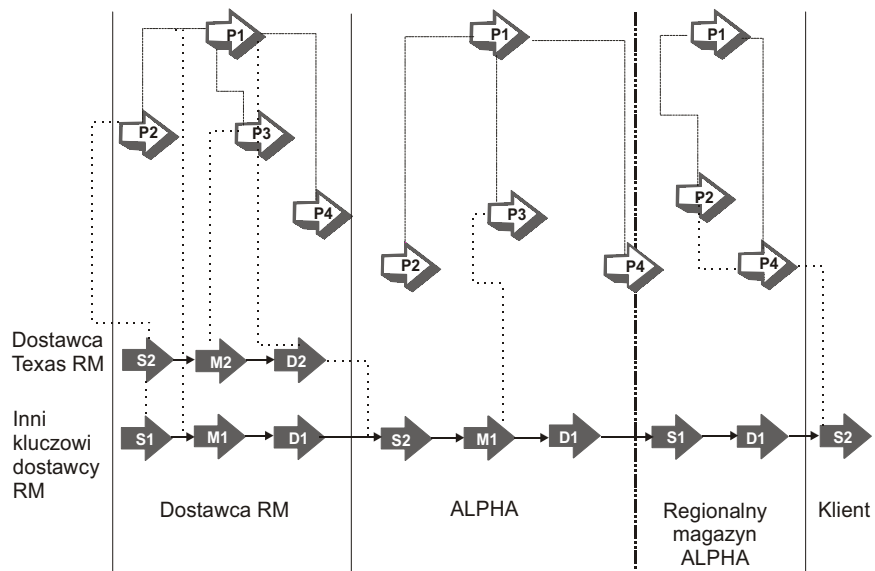 P1
P1
P1
P2
P3
P4
P2
P3
P4
P2
P4
Dostawca
Texas RM
S2
M2
D2
Inni
kluczowi
dostawcy
RM
S1
M1
D1
S2
M1
D1
S1
D1
S2
Dostawca RM
ALPHA
Regionalny
magazyn
ALPHA
Klient